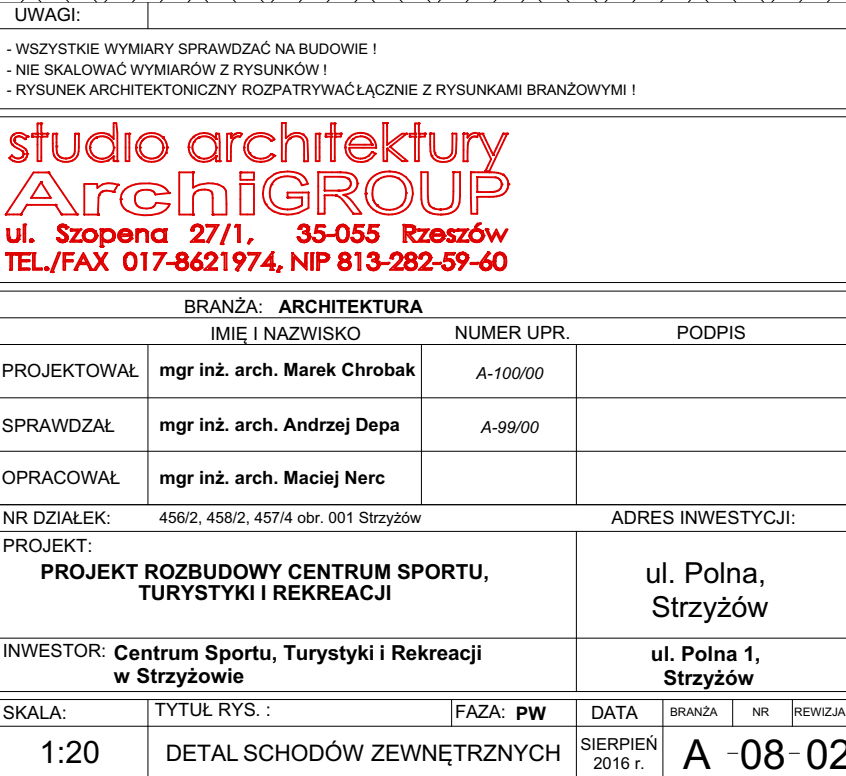 UWAGI:
- WSZYSTKIE WYMIARY SPRAWDZAĆ NA BUDOWIE !
- NIE SKALOWAĆ WYMIARÓW Z RYSUNKÓW !
- RYSUNEK ARCHITEKTONICZNY ROZPATRYWAĆ ŁĄCZNIE Z RYSUNKAMI BRANŻOWYMI !
studio architektury
ArchiGROUP
ul. Szopena 27/1, 35-055 Rzeszów
TEL./FAX 017-8621974, NIP 813-282-59-60
BRANŻA: ARCHITEKTURA
IMIĘ I NAZWISKO NUMER UPR. PODPIS
PROJEKTOWAŁ mgr inż. arch. Marek Chrobak A-100/00
SPRAWDZAŁ mgr inż. arch. Andrzej Depa A-99/00
OPRACOWAŁ mgr inż. arch. Maciej Nerc
NR DZIAŁEK: 456/2, 458/2, 457/4 obr. 001 Strzyżów ADRES INWESTYCJI:
PROJEKT:
PROJEKT ROZBUDOWY CENTRUM SPORTU,
TURYSTYKI I REKREACJI
ul. Polna,
Strzyżów
INWESTOR: Centrum Sportu, Turystyki i Rekreacji
w Strzyżowie
ul. Polna 1,
Strzyżów
SKALA: TYTUŁ RYS. : FAZA: PW DATA BRANŻA NR REWIZJA
1:20 DETAL SCHODÓW ZEWNĘTRZNYCH SIERPIEŃ
2016 r. A -08-02